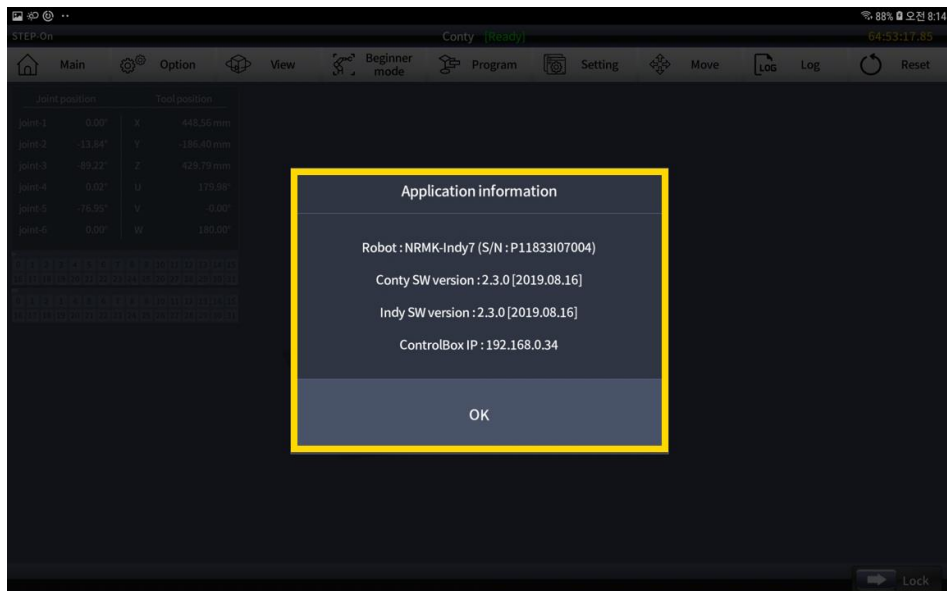 88% 오전 8:14
STEP-On
Conty [Ready]
64:53:17.85
Main
Option
View
Beginner mode
Program
Setting
Move
LOG
Log
Reset
Joint position Tool position
joint-1 0.00° X 448.56 mm
joint-2 -13.84° Y -186.40 mm
joint-3 -89.22° Z 429.79 mm
joint-4 0.02° U 179.98°
joint-5 -76.95° V -0.00°
joint-6 0.00° W 180.00°
Application information
Robot : NRMK-Indy7 (S/N : P11833I07004)
Conty SW version : 2.3.0 [2019.08.16]
Indy SW version : 2.3.0 [2019.08.16]
ControlBox IP : 192.168.0.34
OK
Lock